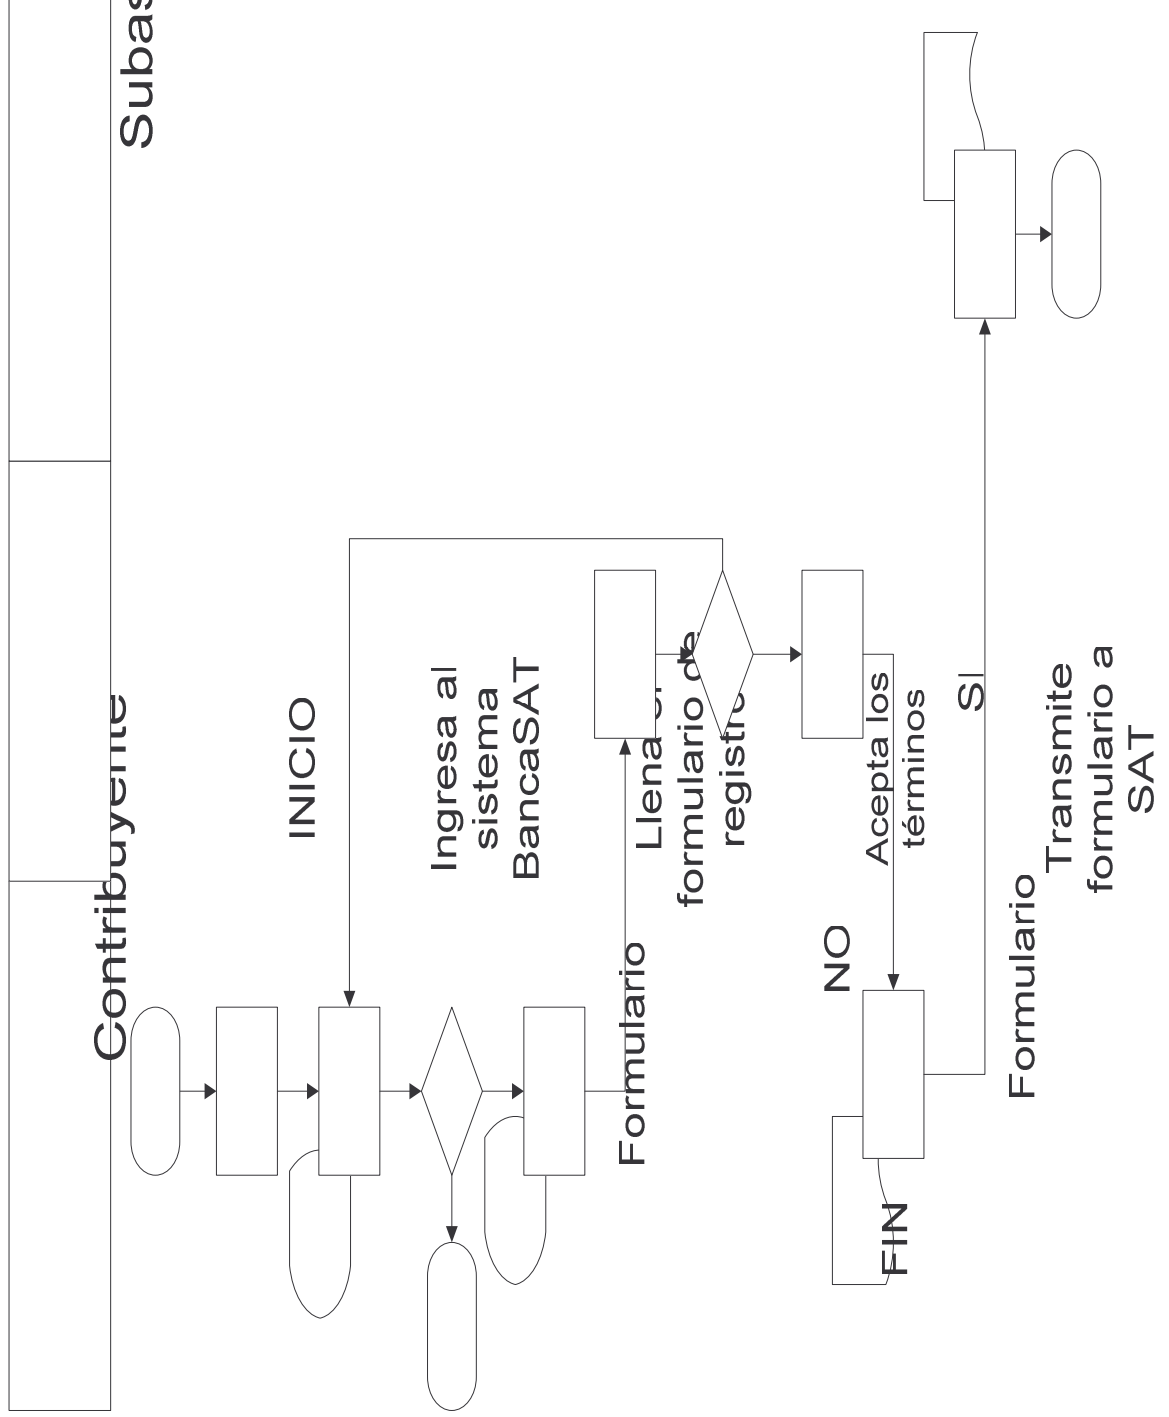 Subas
Contribuyente
INICIO
Ingresa al
sistema
BancaSAT
Formulario
Llena el
formulario de
registro
Acepta los
términos
NO
FIN
SI
Formulario
Transmite
formulario a
SAT